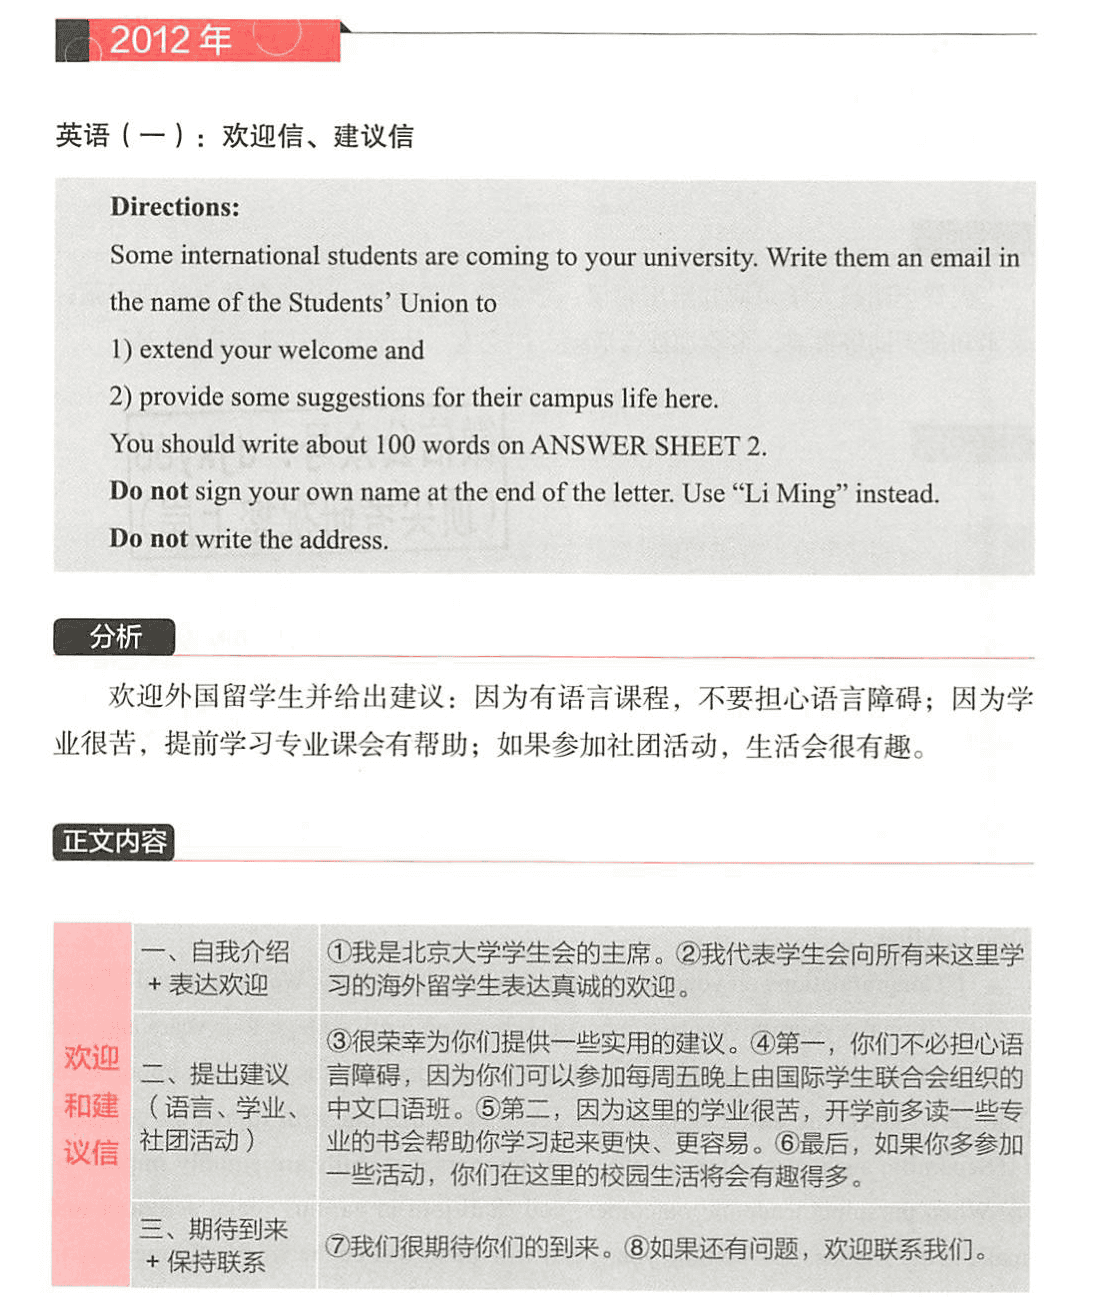 2012 年
英语（一）：欢迎信、建议信
Directions:
Some international students are coming to your university. Write them an email in
the name of the Students’ Union to
1) extend your welcome and
2) provide some suggestions for their campus life here.
You should write about 100 words on ANSWER SHEET 2.
Do not sign your own name at the end of the letter. Use “Li Ming” instead.
Do not write the address.
分析
欢迎外国留学生并给出建议：因为有语言课程，不要担心语言障碍；因为学
业很苦，提前学习专业课会有帮助；如果参加社团活动，生活会很有趣。
正文内容
欢迎
和建
议信
一、自我介绍
+ 表达欢迎
①我是北京大学学生会的主席。②我代表学生会向所有来这里学
习的海外留学生表达真诚的欢迎。
二、提出建议
（语言、学业、
社团活动）
③很荣幸为你们提供一些实用的建议。④第一，你们不必担心语
言障碍，因为你们可以参加每周五晚上由国际学生联合会组织的
中文口语班。⑤第二，因为这里的学业很苦，开学前多读一些专
业的书会帮助你学习起来更快、更容易。⑥最后，如果你多参加
一些活动，你们在这里的校园生活将会有趣得多。
三、期待到来
+ 保持联系
⑦我们很期待你们的到来。⑧如果还有问题，欢迎联系我们。